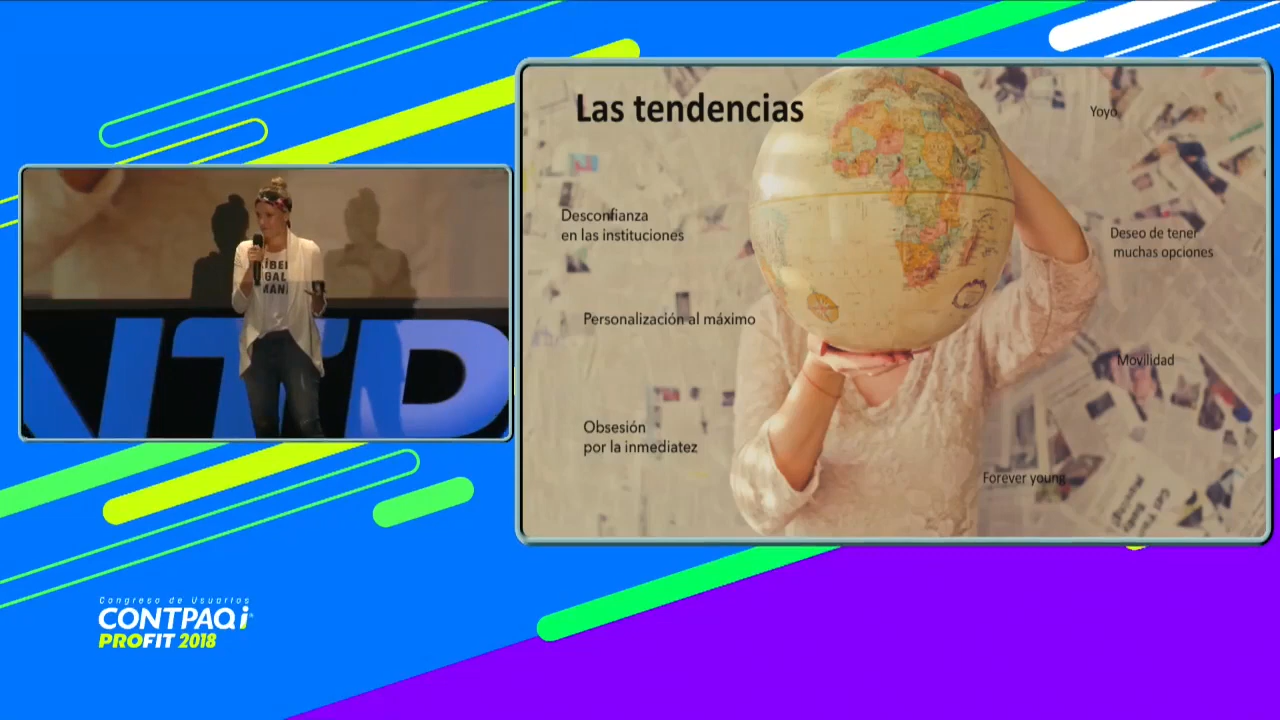 Las tendencias
Yoyo
Desconfianza
en las instituciones
Deseo de tener
muchas opciones
Personalización al máximo
Movilidad
Obsesión
por la inmediatez
Forever young
NTP
Congreso de Usuarios
CONTPAQi
PROFIT 2018